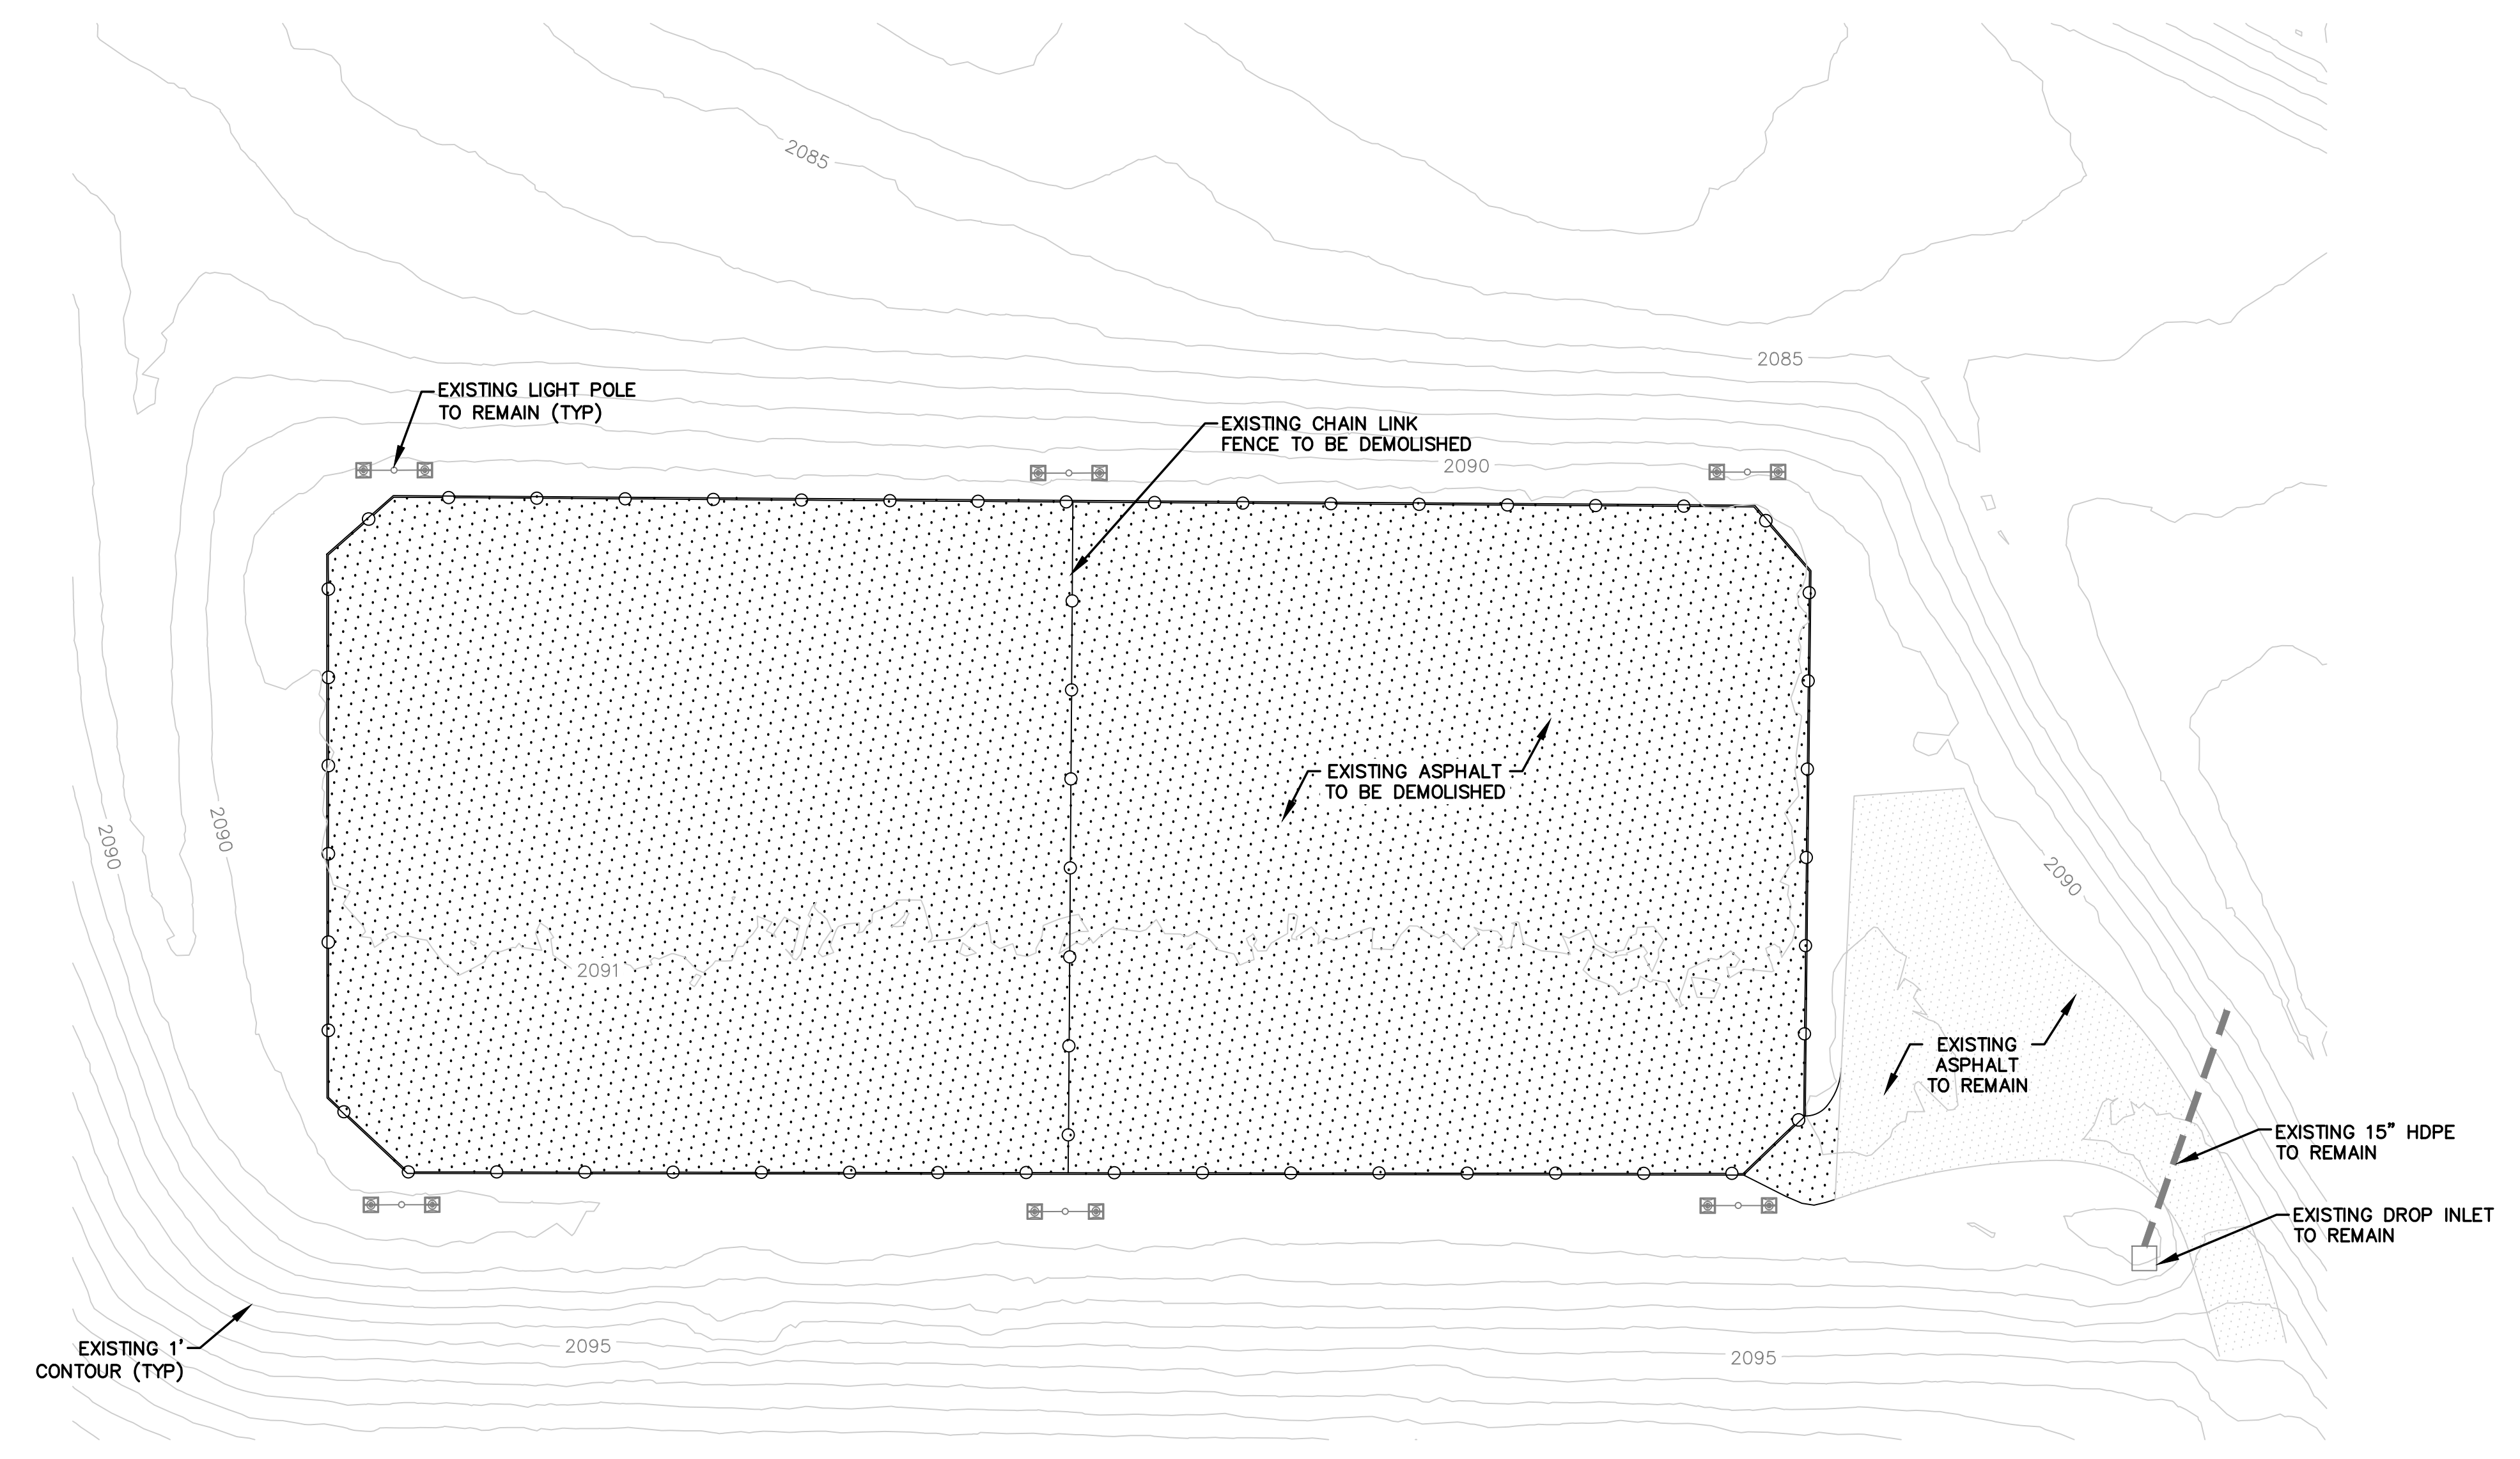 2085
2085
EXISTING LIGHT POLE
TO REMAIN (TYP)
EXISTING CHAIN LINK
FENCE TO BE DEMOLISHED
2090
EXISTING ASPHALT
TO BE DEMOLISHED
2090
2090
2090
2091
EXISTING
ASPHALT
TO REMAIN
EXISTING 15" HDPE
TO REMAIN
EXISTING DROP INLET
TO REMAIN
EXISTING 1'
CONTOUR (TYP)
2095
2095